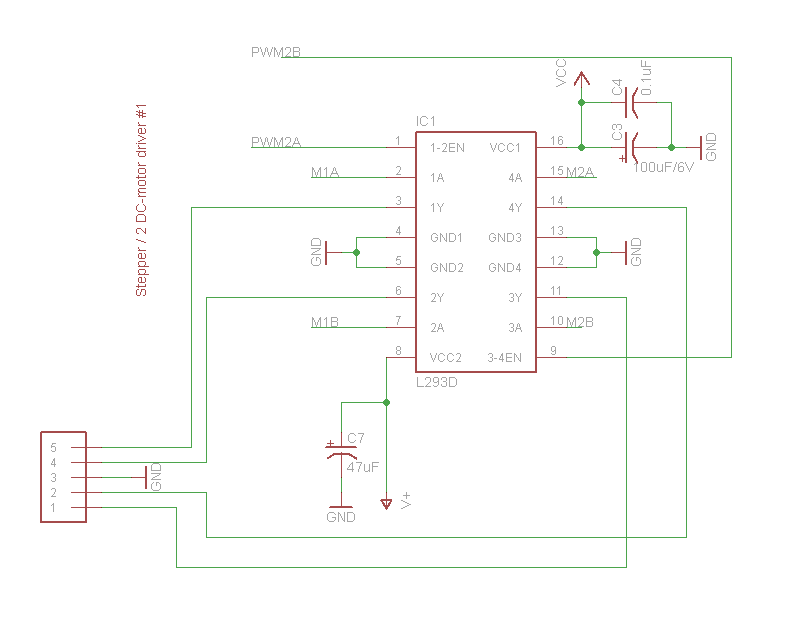 PWM2B
VCC
C4
0.1uF
Stepper / 2 DC-motor driver #1
IC1
C3
PWM2A
1
1-2EN
VCC1
16
+
100uF/6V
GND
M1A
2
1A
4A
15
M2A
3
1Y
4Y
14
GND
4
GND1
GND3
13
GND
5
GND2
GND4
12
6
2Y
3Y
11
M1B
7
2A
3A
10
M2B
8
VCC2
3-4EN
9
L293D
+
C7
47uF
GND
V+
5
4
3
2
1
GND